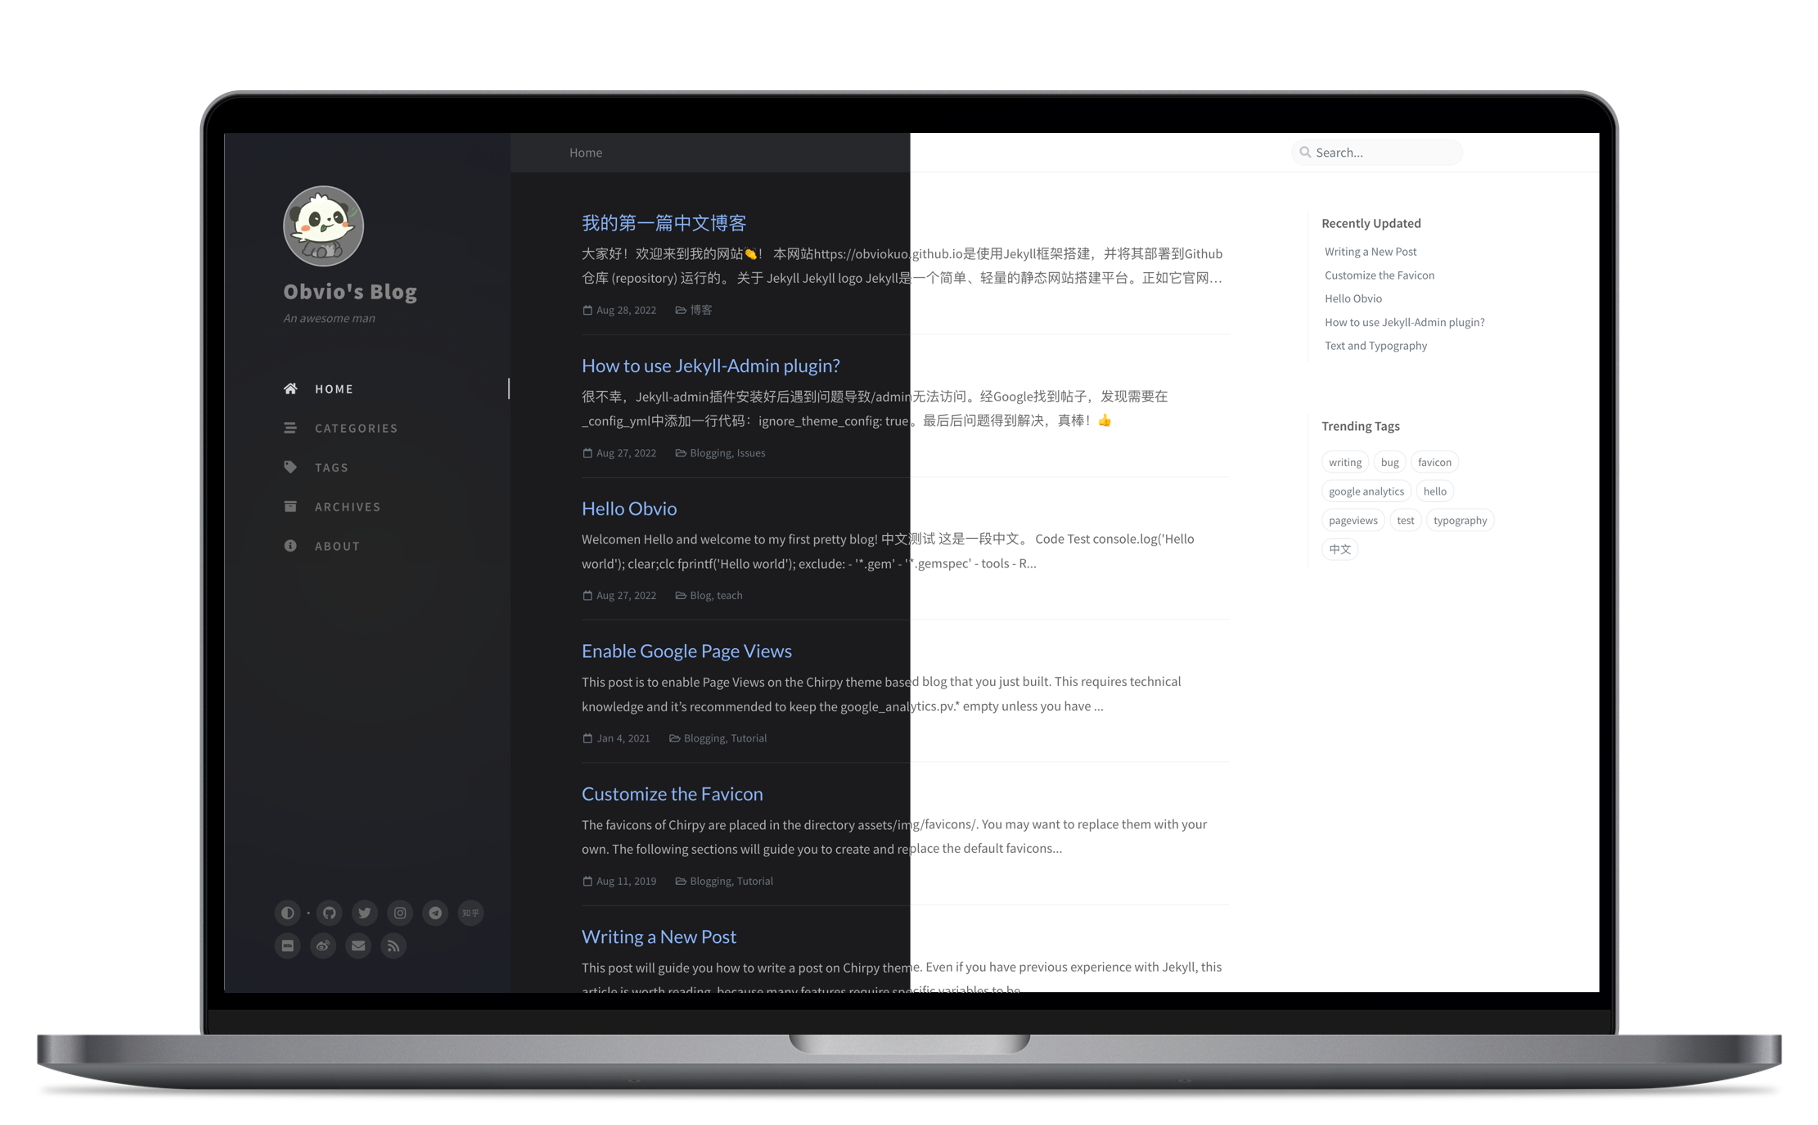 Obvio's Blog
An awesome man
HOME
CATEGORIES
TAGS
ARCHIVES
ABOUT
知乎
Home
Search...
我的第一篇中文博客
大家好！欢迎来到我的网站👏！ 本网站https://obviokuo.github.io是使用Jekyll框架搭建，并将其部署到Github
仓库 (repository) 运行的。 关于 Jekyll Jekyll logo Jekyll是一个简单、轻量的静态网站搭建平台。正如它官网…
Aug 28, 2022 博客
How to use Jekyll-Admin plugin?
很不幸，Jekyll-admin插件安装好后遇到问题导致/admin无法访问。经Google找到帖子，发现需要在
_config_yml中添加一行代码：ignore_theme_config: true。最后后问题得到解决，真棒！👍
Aug 27, 2022 Blogging, Issues
Hello Obvio
Welcomen Hello and welcome to my first pretty blog! 中文测试 这是一段中文。 Code Test console.log('Hello
world'); clear;clc fprintf('Hello world'); exclude: - '*.gem' - '*.gemspec' - tools - R...
Aug 27, 2022 Blog, teach
Enable Google Page Views
This post is to enable Page Views on the Chirpy theme based blog that you just built. This requires technical
knowledge and it’s recommended to keep the google_analytics.pv.* empty unless you have ...
Jan 4, 2021 Blogging, Tutorial
Customize the Favicon
The favicons of Chirpy are placed in the directory assets/img/favicons/. You may want to replace them with your
own. The following sections will guide you to create and replace the default favicons...
Aug 11, 2019 Blogging, Tutorial
Writing a New Post
This post will guide you how to write a post on Chirpy theme. Even if you have previous experience with Jekyll, this
article is worth reading, because many features require specific variables to be
Recently Updated
Writing a New Post
Customize the Favicon
Hello Obvio
How to use Jekyll-Admin plugin?
Text and Typography
Trending Tags
writing bug favicon
google analytics hello
pageviews test typography
中文